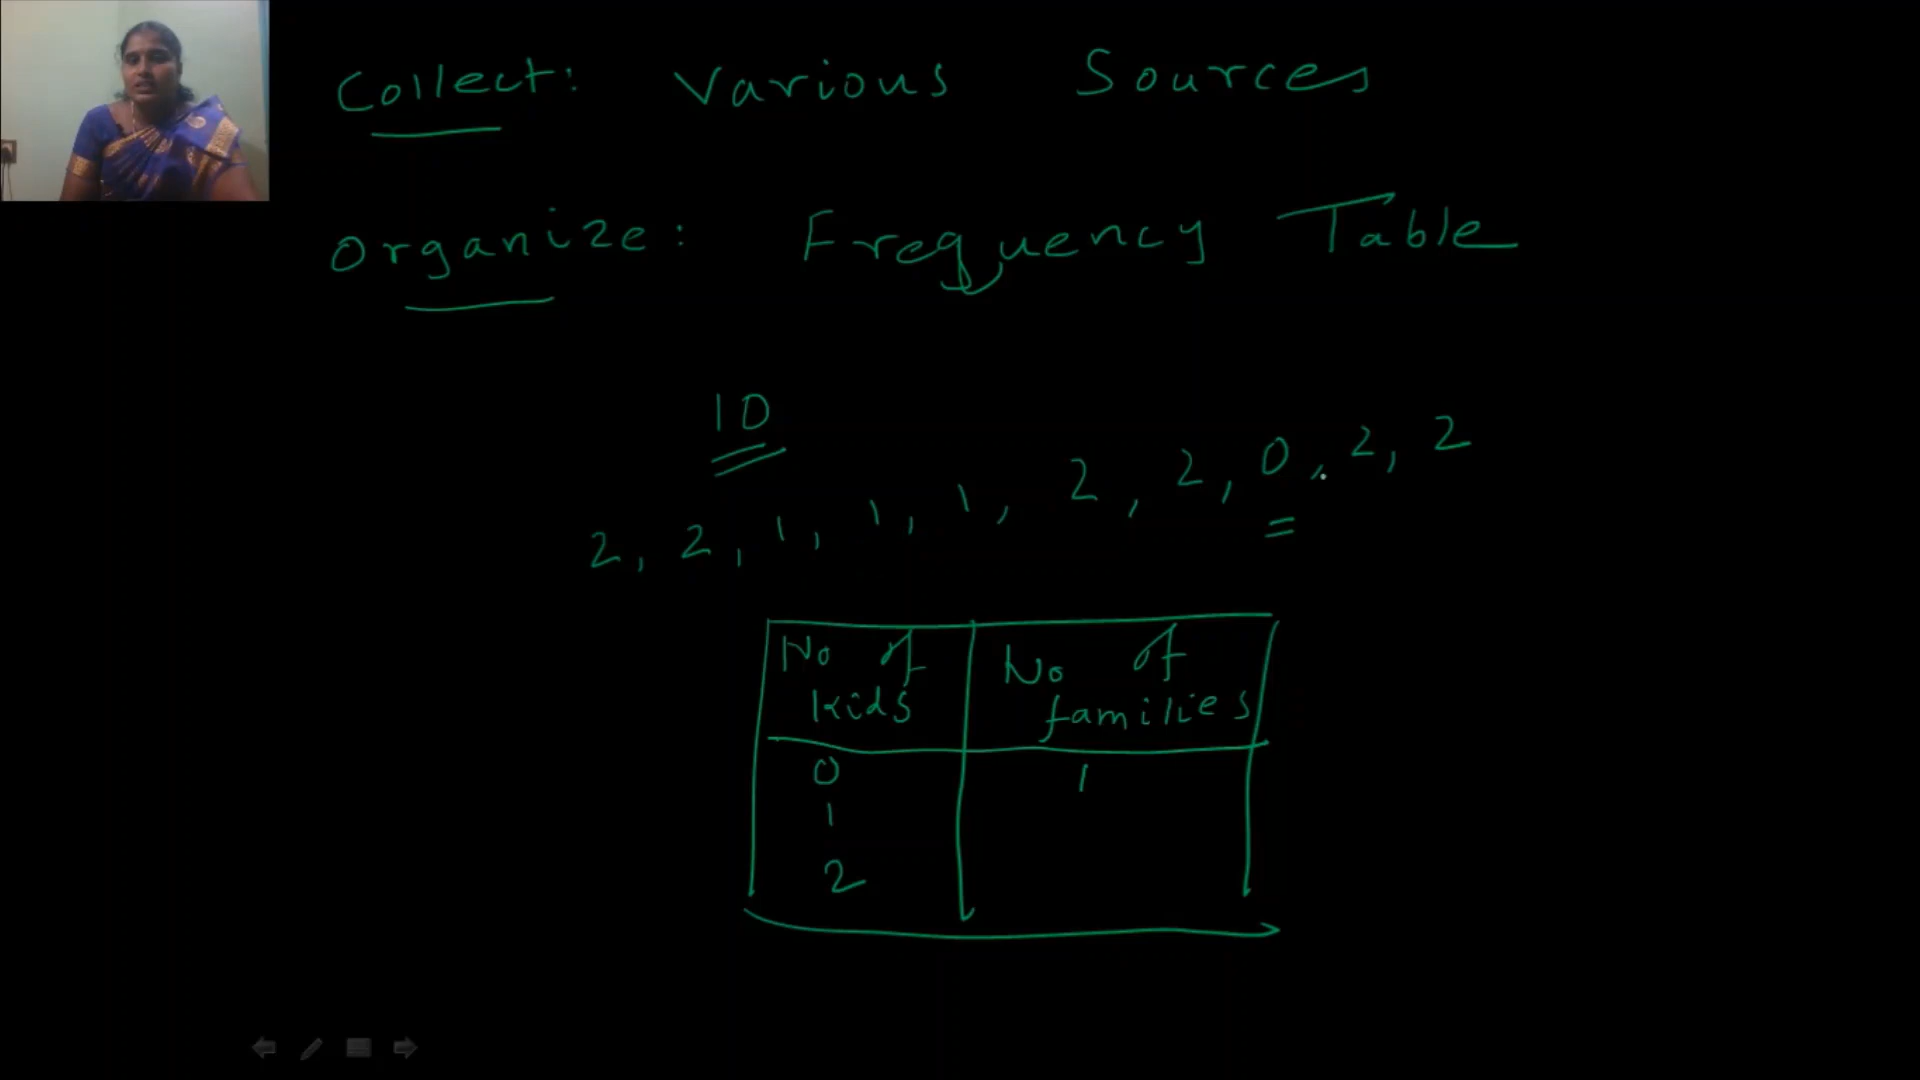 Collect: Various Sources
Organize: Frequency Table
10
2, 2, 1, 1, 1, 2, 2, 0, 2, 2
No of kids No of families
0 1
1
2